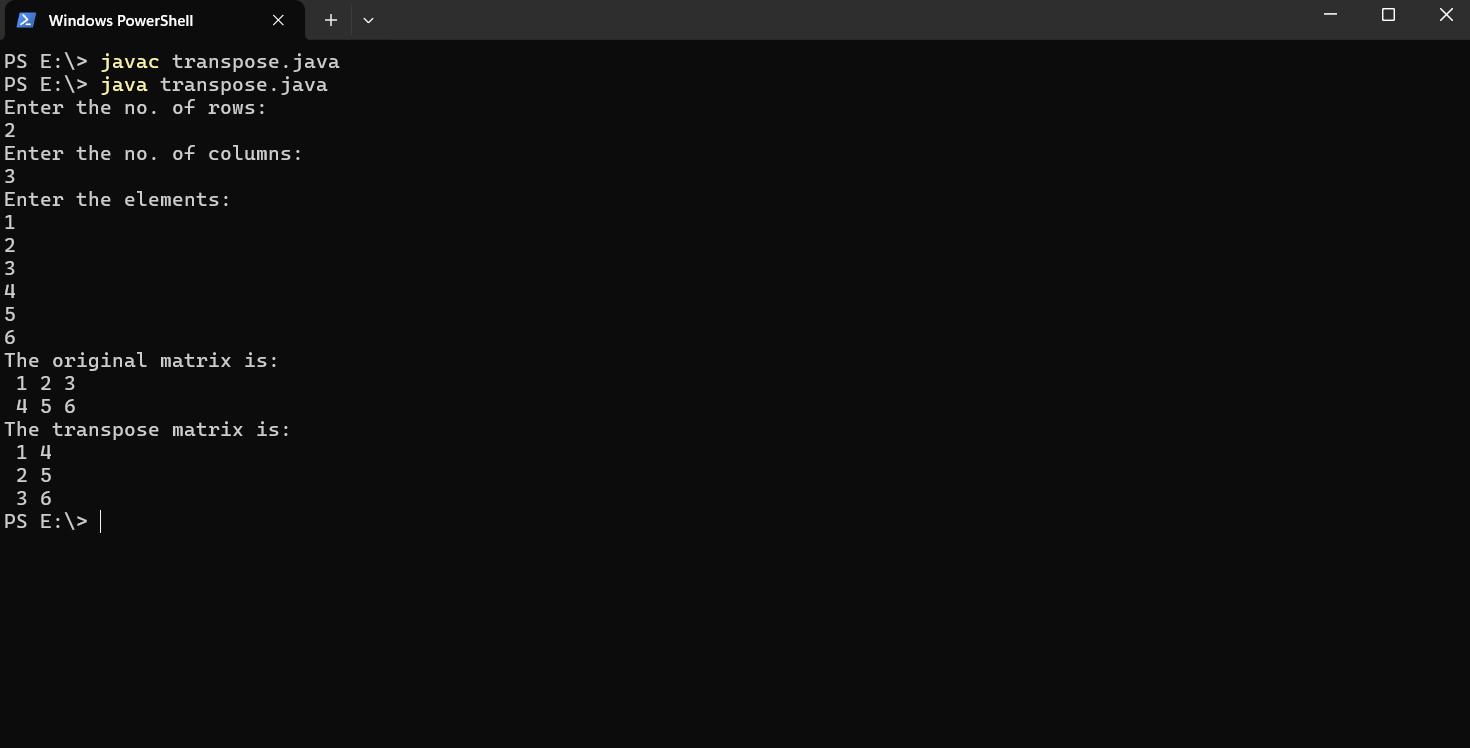 Windows PowerShell
PS E:\> javac transpose.java
PS E:\> java transpose.java
Enter the no. of rows:
2
Enter the no. of columns:
3
Enter the elements:
1
2
3
4
5
6
The original matrix is:
 1 2 3
 4 5 6
The transpose matrix is:
 1 4
 2 5
 3 6
PS E:\>